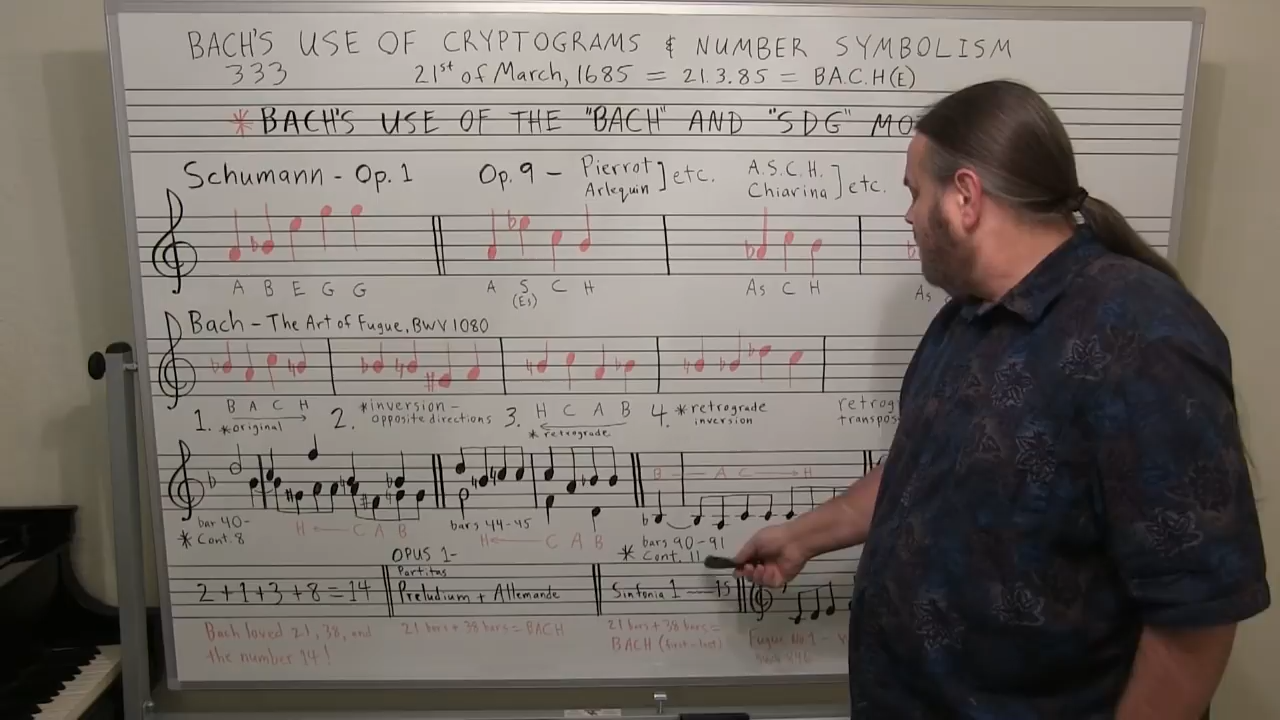 BACH'S USE OF CRYPTOGRAMS & NUMBER SYMBOLISM
333 21st of March, 1685 = 21.3.85 = B.A.C.H(E)
*BACH'S USE OF THE "BACH" AND "SDG" MO
Schumann - Op. 1 Op. 9 - Pierrot Arlequin ] etc. A.S.C.H. Chiarina ] etc.
A B E G G A S (Es) C H As C H As
Bach - The Art of Fugue, BWV 1080
1. B A C H *original 2. *inversion - opposite directions 3. H C A B *retrograde 4. *retrograde inversion retrog transpos
B A C H
bar 40- H C A B bars 44-45 H C A B bars 90-91
* Cont. 8 * Cont. 11
OPUS 1-
Partitas
2+1+3+8=14 Preludium + Allemande Sinfonia 1 — 15
Bach loved 21, 38, and the number 14! 21 bars + 38 bars = BACH 21 bars + 38 bars = BACH Fugue No. 1 -